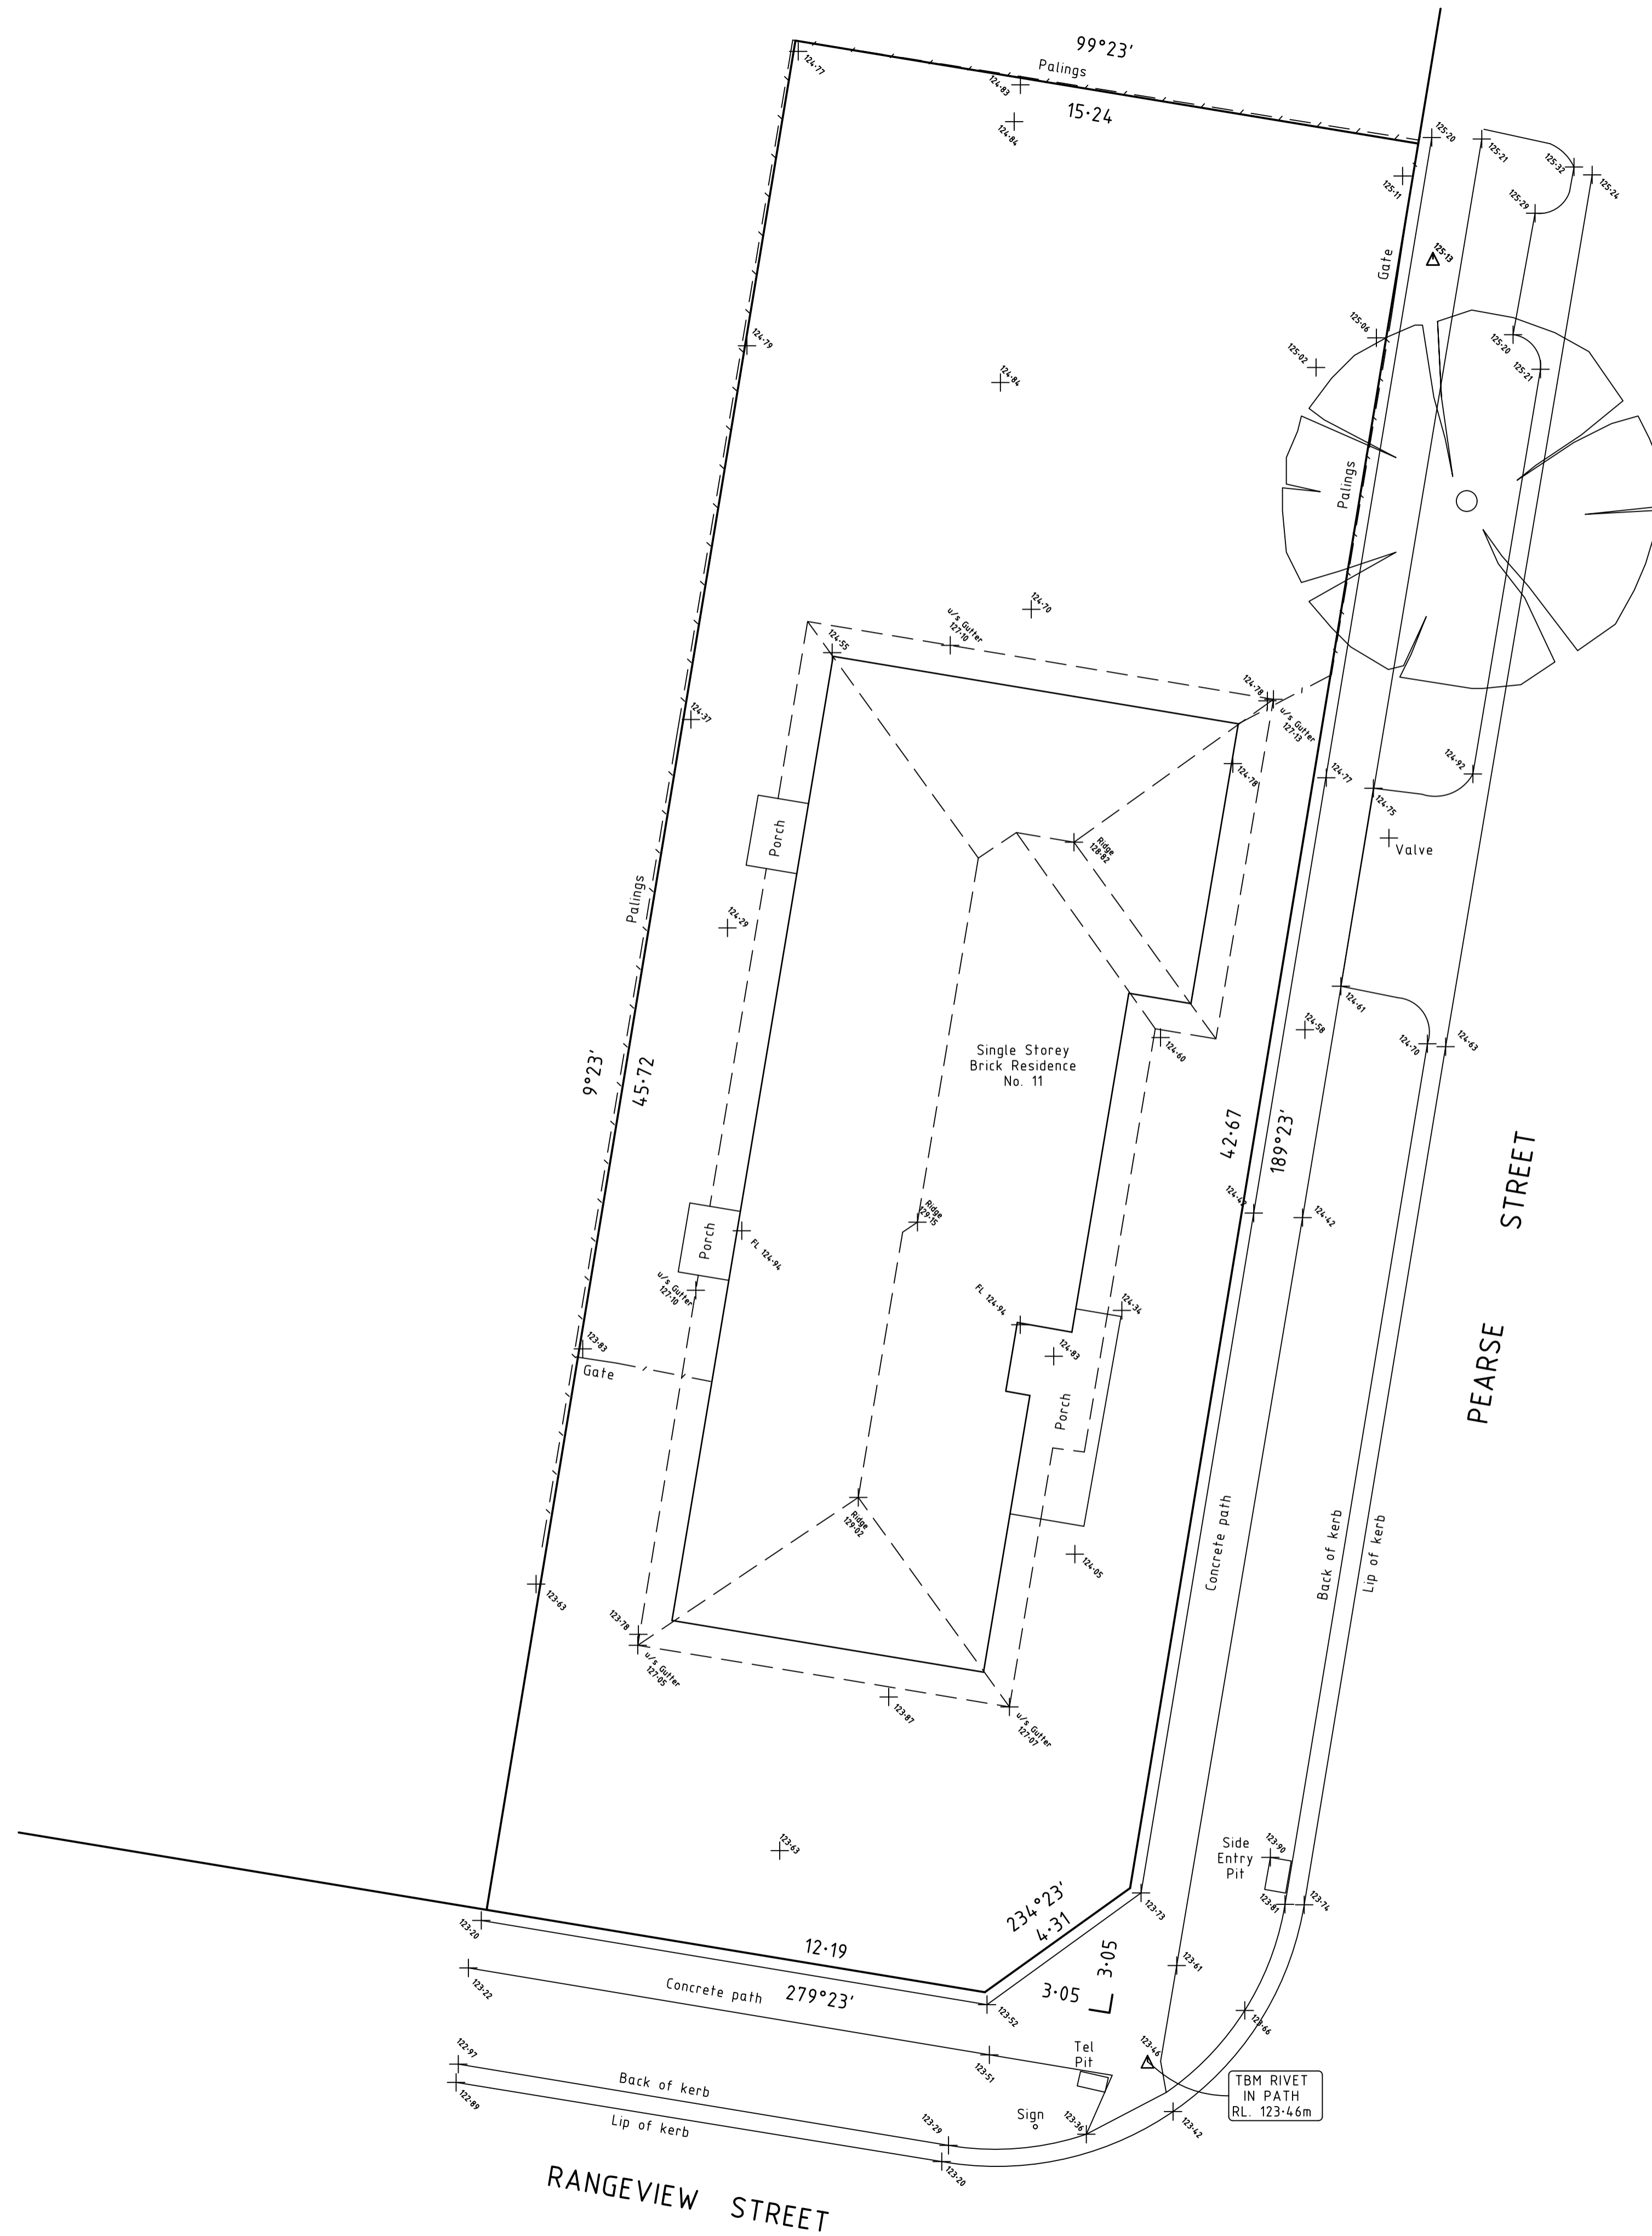 99°23'
Palings
15·24
124·77
124·83
124·84
125·20
125·21
125·32
125·24
125·11
125·29
125·13
Gate
125·06
125·02
125·20
125·21
124·79
124·84
Palings
124·70
u/s Gutter
127·10
124·55
124·78
u/s Gutter
127·13
124·37
124·78
124·77
124·92
124·75
Valve
Porch
Ridge
128·82
Palings
124·29
124·61
124·58
124·70
124·63
124·60
Single Storey
Brick Residence
No. 11
9°23'
45·72
42·67
189°23'
PEARSE STREET
124·42
124·42
Ridge
129·15
Porch
FL 124·94
u/s Gutter
127·10
FL 124·94
124·34
124·83
123·83
Gate
Porch
Ridge
129·02
Concrete path
Back of kerb
Lip of kerb
124·05
123·63
123·78
u/s Gutter
127·05
123·87
u/s Gutter
127·07
123·63
Side
Entry
Pit
123·90
123·81
123·74
234°23'
4·31
123·73
123·20
12·19
123·61
3·05
3·05
Concrete path
279°23'
123·22
123·52
123·66
122·97
Tel
Pit
123·46
123·51
TBM RIVET
IN PATH
RL. 123·46m
Back of kerb
122·89
Sign
123·36
123·42
Lip of kerb
123·29
123·20
RANGEVIEW STREET